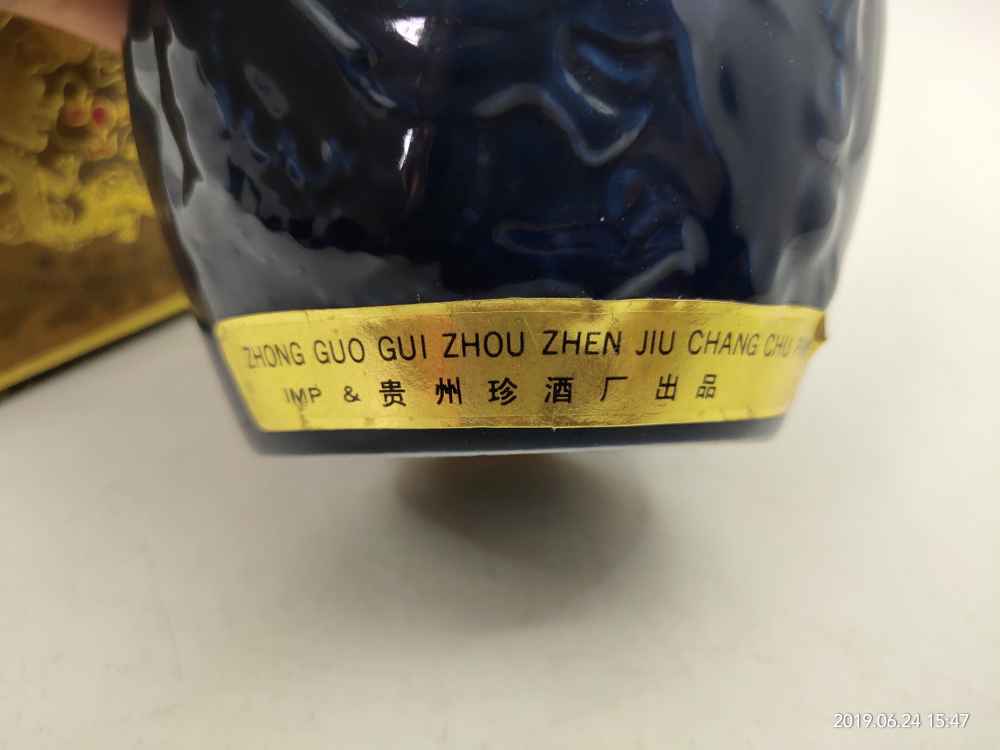 ZHONG GUO GUI ZHOU ZHEN JIU CHANG CHU
IMP & 贵州珍酒厂出品
2019.06.24 15:47